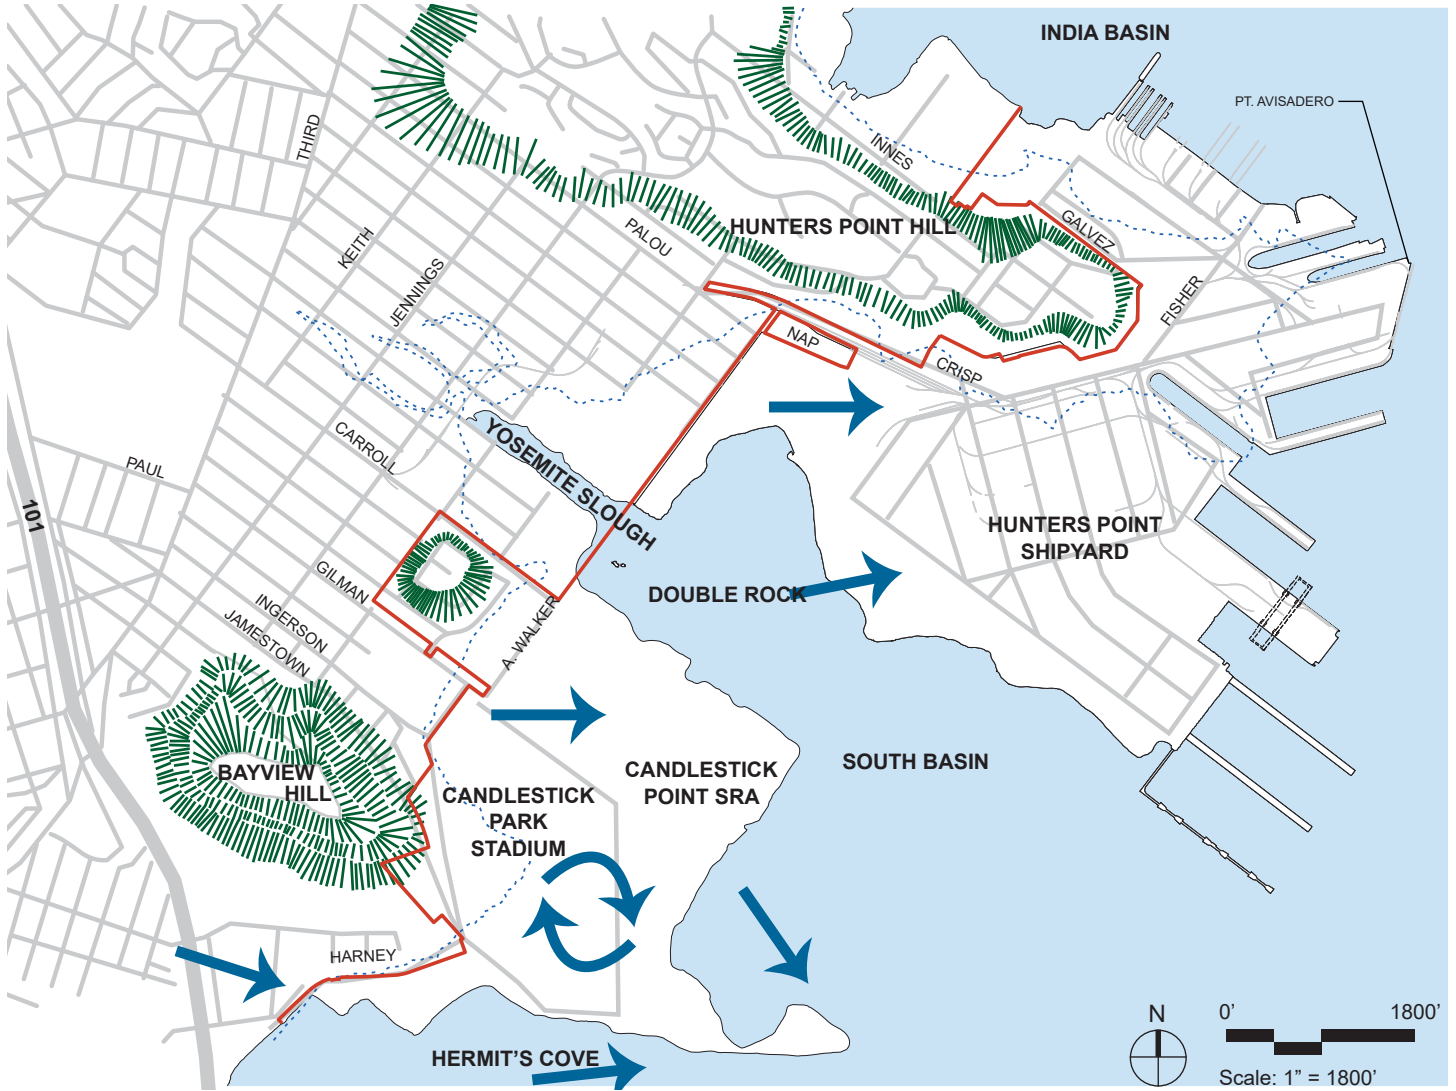 INDIA BASIN
PT. AVISADERO
THIRD
INNES
HUNTERS POINT HILL
GALVEZ
PALOU
KEITH
JENNINGS
FISHER
NAP
CRISP
CARROLL
YOSEMITE SLOUGH
PAUL
101
HUNTERS POINT
SHIPYARD
GILMAN
DOUBLE ROCK
INGERSON
JAMESTOWN
A. WALKER
BAYVIEW
HILL
CANDLESTICK
POINT SRA
SOUTH BASIN
CANDLESTICK
PARK
STADIUM
HARNEY
HERMIT'S COVE
N
0' 1800'
Scale: 1" = 1800'